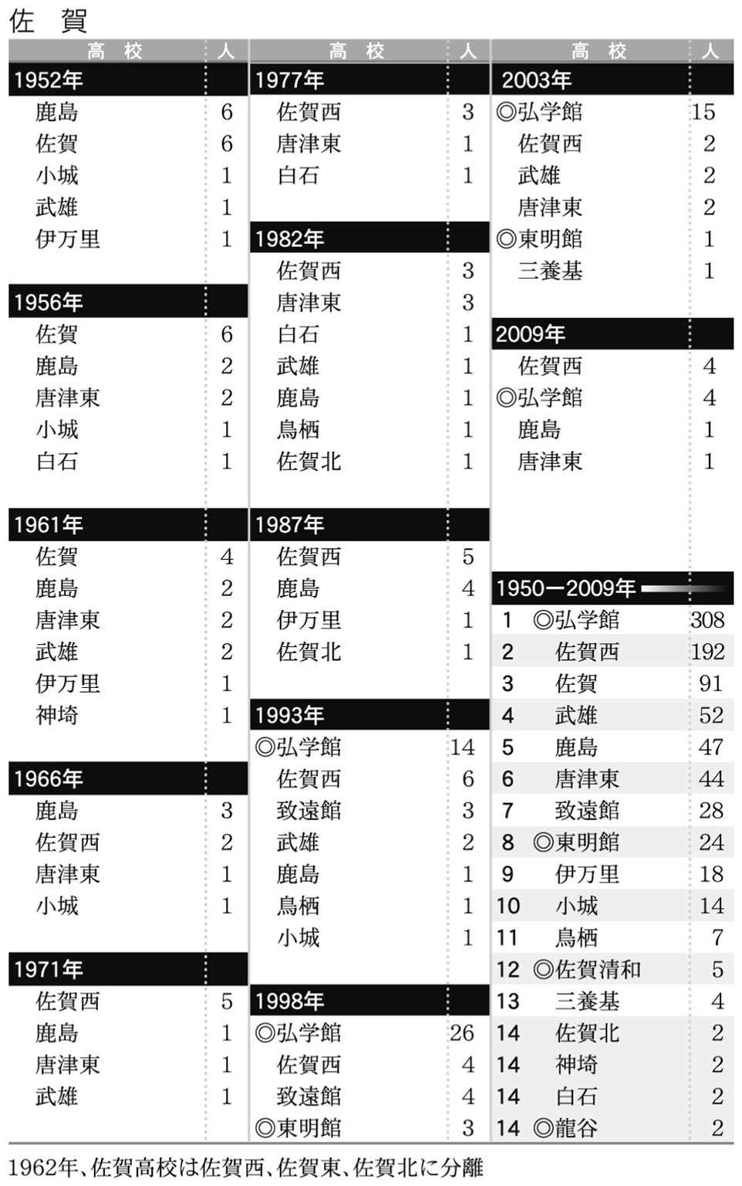 佐　賀
高　校　人
1952年
鹿島　6
佐賀　6
小城　1
武雄　1
伊万里　1
1956年
佐賀　6
鹿島　2
唐津東　2
小城　1
白石　1
1961年
佐賀　4
鹿島　2
唐津東　2
武雄　2
伊万里　1
神埼　1
1966年
鹿島　3
佐賀西　2
唐津東　1
小城　1
1971年
佐賀西　5
鹿島　1
唐津東　1
武雄　1
高　校　人
1977年
佐賀西　3
唐津東　1
白石　1
1982年
佐賀西　3
唐津東　3
白石　1
武雄　1
鹿島　1
鳥栖　1
佐賀北　1
1987年
佐賀西　5
鹿島　4
伊万里　1
佐賀北　1
1993年
◎弘学館　14
佐賀西　6
致遠館　3
武雄　2
鹿島　1
鳥栖　1
小城　1
1998年
◎弘学館　26
佐賀西　4
致遠館　4
◎東明館　3
高　校　人
2003年
◎弘学館　15
佐賀西　2
武雄　2
唐津東　2
◎東明館　1
三養基　1
2009年
佐賀西　4
◎弘学館　4
鹿島　1
唐津東　1
1950ー2009年
1　◎弘学館　308
2　佐賀西　192
3　佐賀　91
4　武雄　52
5　鹿島　47
6　唐津東　44
7　致遠館　28
8　◎東明館　24
9　伊万里　18
10　小城　14
11　鳥栖　7
12　◎佐賀清和　5
13　三養基　4
14　佐賀北　2
14　神埼　2
14　白石　2
14　◎龍谷　2
1962年、佐賀高校は佐賀西、佐賀東、佐賀北に分離